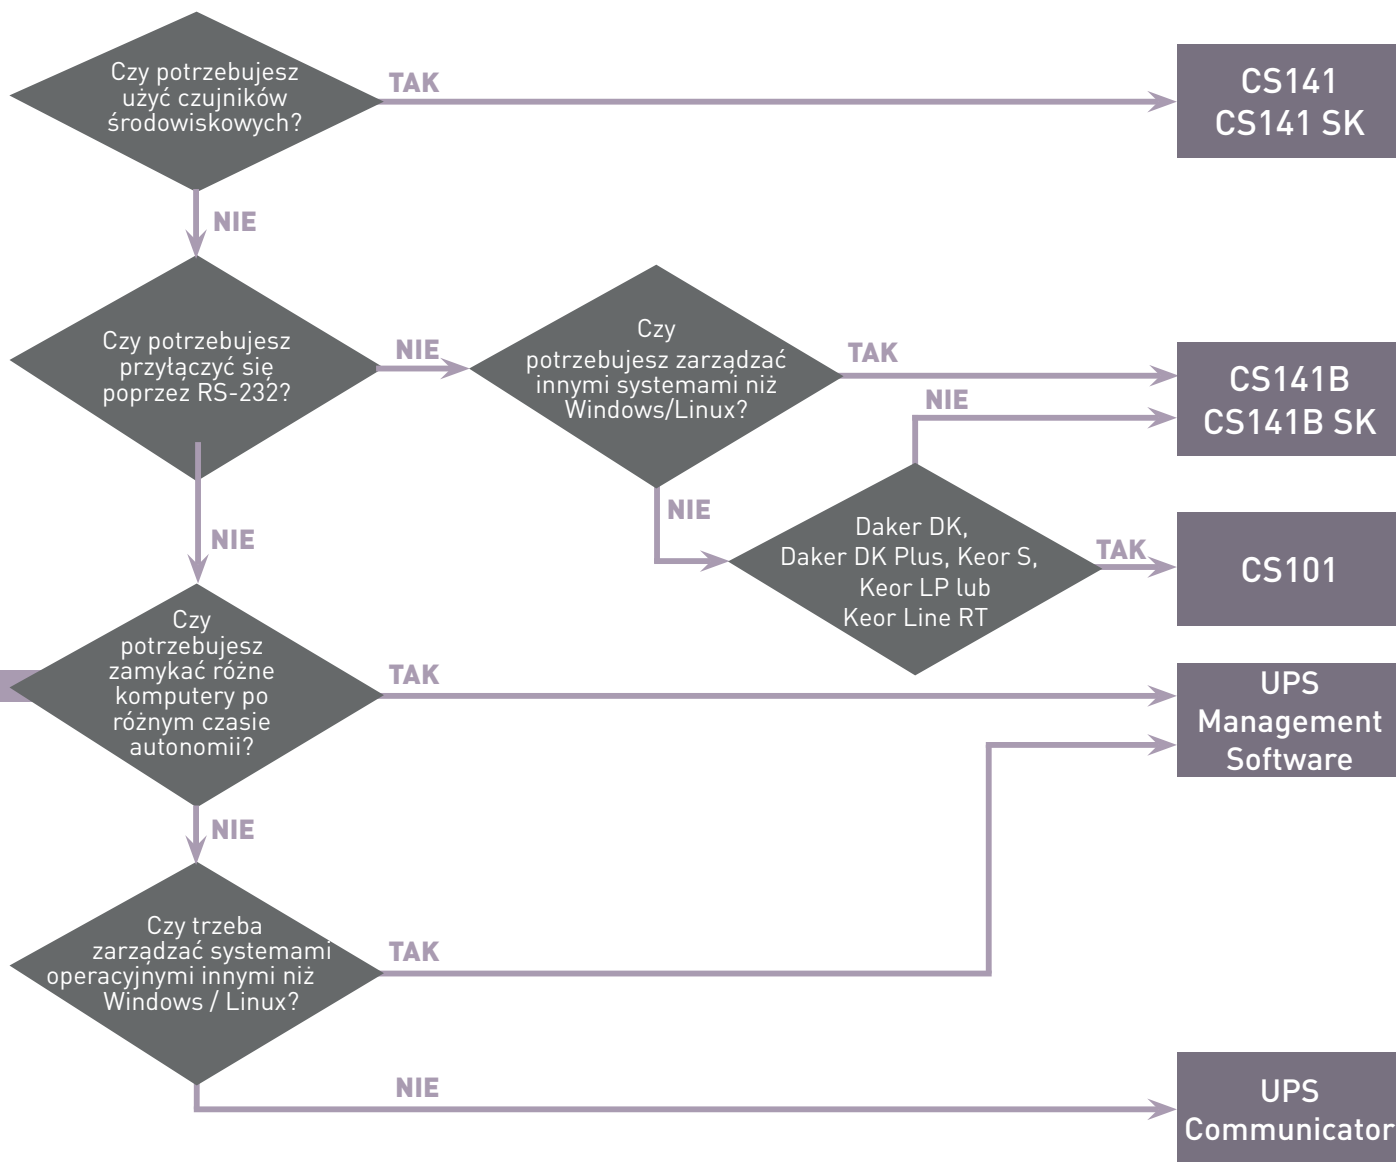 Czy potrzebujesz
użyć czujników
środowiskowych?
TAK
CS141
CS141 SK
NIE
Czy potrzebujesz
przyłączyć się
poprzez RS-232?
NIE
Czy
potrzebujesz zarządzać
innymi systemami niż
Windows/Linux?
TAK
CS141B
CS141B SK
NIE
NIE
Daker DK,
Daker DK Plus, Keor S,
Keor LP lub
Keor Line RT
TAK
CS101
NIE
Czy
potrzebujesz
zamykać różne
komputery po
różnym czasie
autonomii?
TAK
UPS
Management
Software
NIE
Czy trzeba
zarządzać systemami
operacyjnymi innymi niż
Windows / Linux?
TAK
NIE
UPS
Communicator